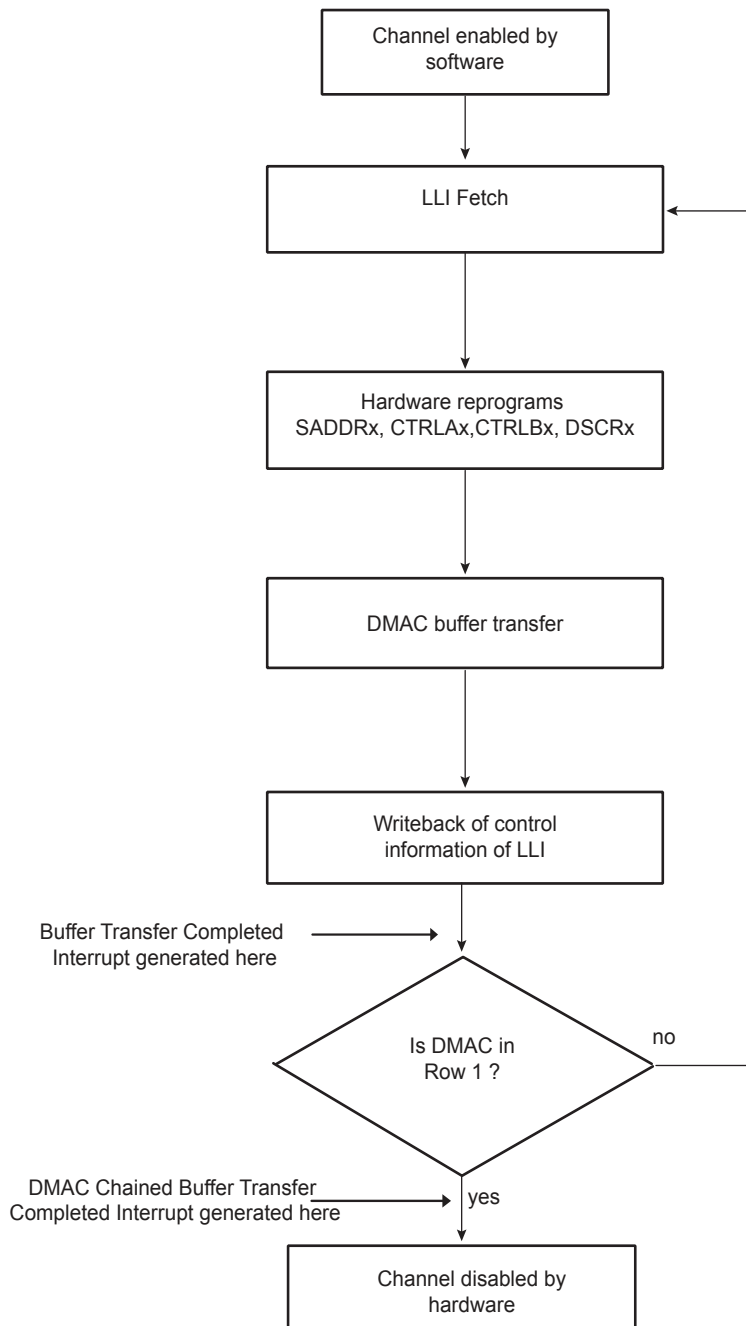 Channel enabled by
software
LLI Fetch
Hardware reprograms
SADDRx, CTRLAx,CTRLBx, DSCRx
DMAC buffer transfer
Writeback of control
information of LLI
Buffer Transfer Completed
Interrupt generated here
Is DMAC in
Row 1 ?
no
DMAC Chained Buffer Transfer
Completed Interrupt generated here
yes
Channel disabled by
hardware